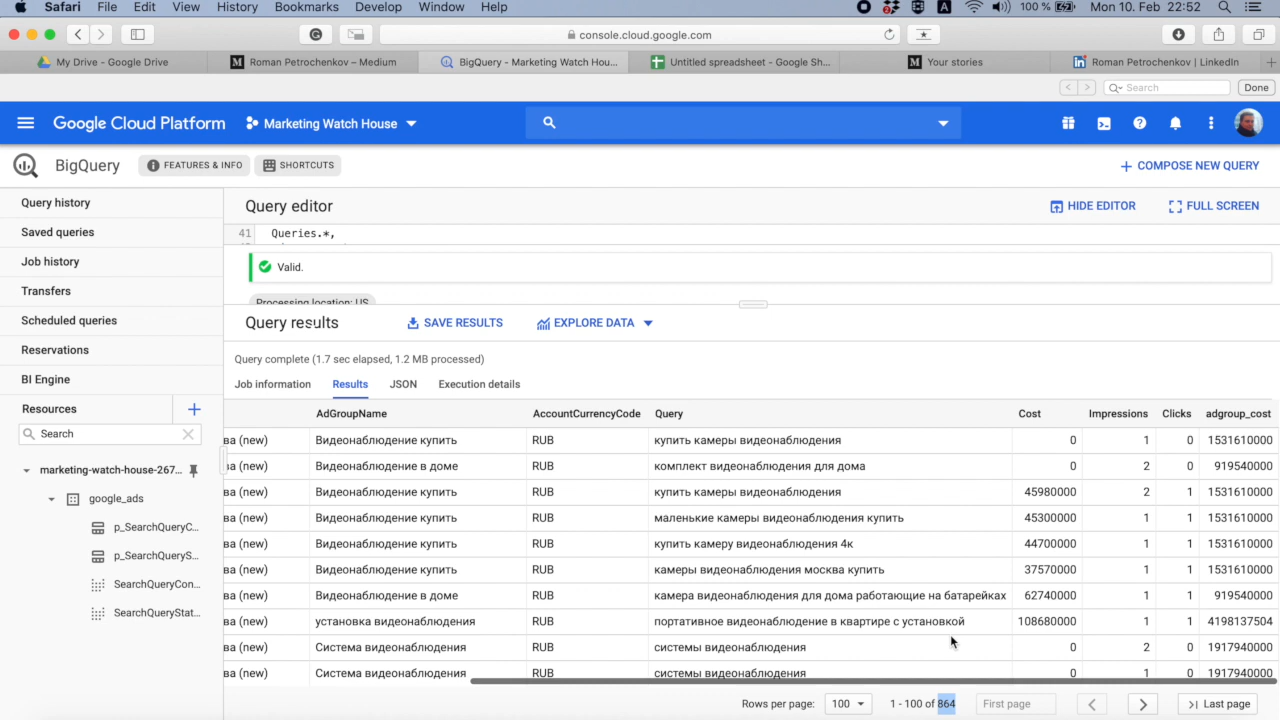 Safari File Edit View History Bookmarks Develop Window Help 2 A 100 % Mon 10. Feb 22:52
console.cloud.google.com
My Drive - Google Drive Roman Petrochenkov – Medium BigQuery - Marketing Watch Hou... Untitled spreadsheet - Google Sh... Your stories Roman Petrochenkov | LinkedIn
Search Done
Google Cloud Platform Marketing Watch House
BigQuery FEATURES & INFO SHORTCUTS COMPOSE NEW QUERY
Query history
Saved queries
Job history
Transfers
Scheduled queries
Reservations
BI Engine
Resources
Search
marketing-watch-house-267...
google_ads
p_SearchQueryC...
p_SearchQueryS...
SearchQueryCon...
SearchQueryStat...
Query editor HIDE EDITOR FULL SCREEN
41 Queries.*,
Valid.
Processing location: US
Query results SAVE RESULTS EXPLORE DATA
Query complete (1.7 sec elapsed, 1.2 MB processed)
Job information Results JSON Execution details
AdGroupName AccountCurrencyCode Query Cost Impressions Clicks adgroup_cost
ва (new) Видеонаблюдение купить RUB купить камеры видеонаблюдения 0 1 0 1531610000
ва (new) Видеонаблюдение в доме RUB комплект видеонаблюдения для дома 0 2 0 919540000
ва (new) Видеонаблюдение купить RUB купить камеры видеонаблюдения 45980000 2 1 1531610000
ва (new) Видеонаблюдение купить RUB маленькие камеры видеонаблюдения купить 45300000 1 1 1531610000
ва (new) Видеонаблюдение купить RUB купить камеру видеонаблюдения 4к 44700000 1 1 1531610000
ва (new) Видеонаблюдение купить RUB камеры видеонаблюдения москва купить 37570000 1 1 1531610000
ва (new) Видеонаблюдение в доме RUB камера видеонаблюдения для дома работающие на батарейках 62740000 1 1 919540000
ва (new) установка видеонаблюдения RUB портативное видеонаблюдение в квартире с установкой 108680000 1 1 4198137504
ва (new) Система видеонаблюдения RUB системы видеонаблюдения 0 2 0 1917940000
ва (new) Система видеонаблюдения RUB системы видеонаблюдения 0 1 0 1917940000
Rows per page: 100 1 - 100 of 864 First page Last page